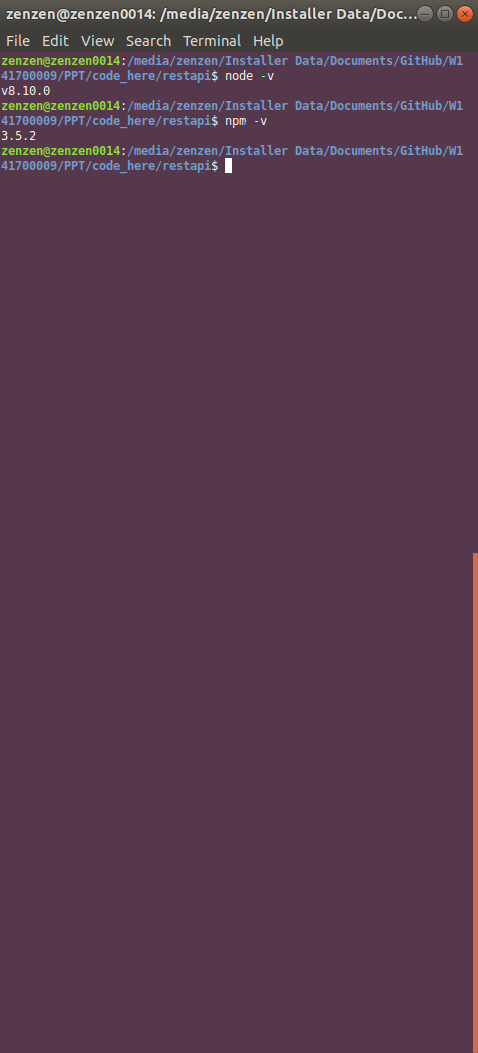 zenzen@zenzen0014: /media/zenzen/Installer Data/Doc...
File Edit View Search Terminal Help
zenzen@zenzen0014:/media/zenzen/Installer Data/Documents/GitHub/W1
41700009/PPT/code_here/restapi$ node -v
v8.10.0
zenzen@zenzen0014:/media/zenzen/Installer Data/Documents/GitHub/W1
41700009/PPT/code_here/restapi$ npm -v
3.5.2
zenzen@zenzen0014:/media/zenzen/Installer Data/Documents/GitHub/W1
41700009/PPT/code_here/restapi$